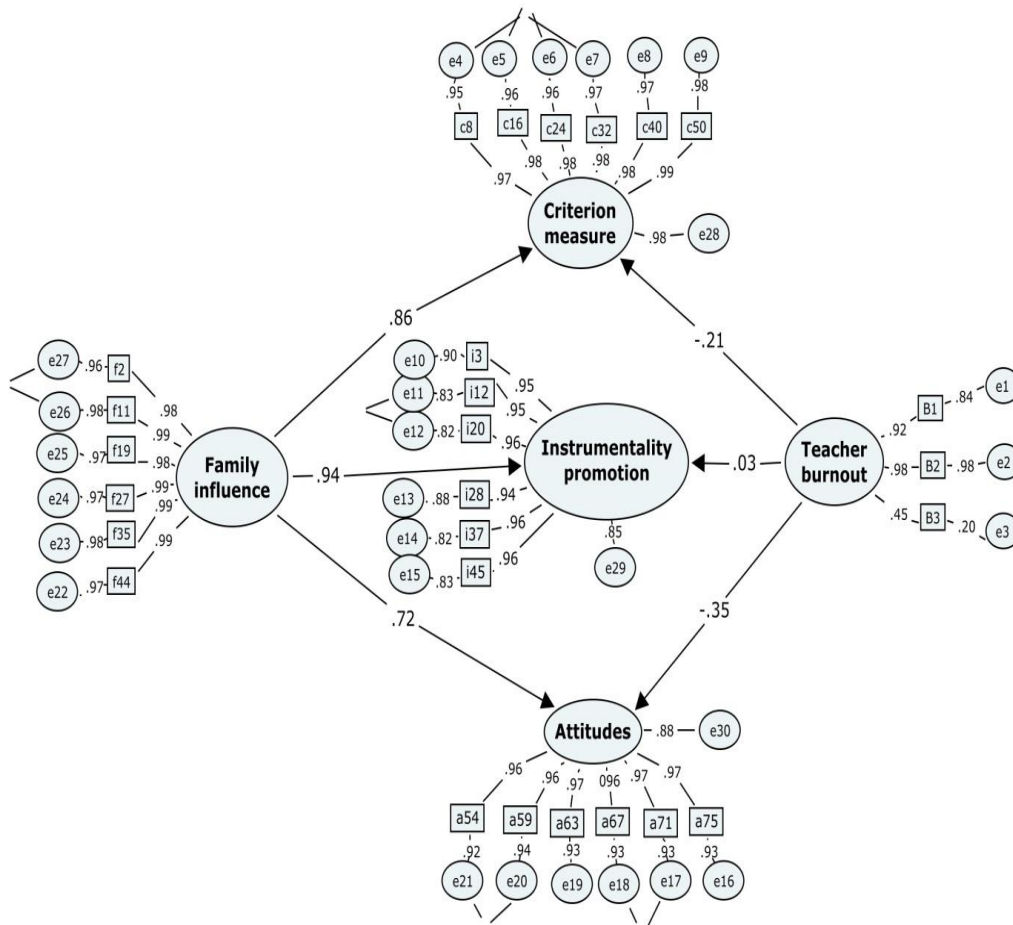 e4 e5 e6 e7 e8 e9
.95 .96 .96 .97 .97 .98
c8 c16 c24 c32 c40 c50
.97 .98 .98 .98 .98 .99
Criterion
measure
.98 e28
.86
-.21
e27 .96 f2 .98
e26 .98 f11 .99
e25 .97 f19 .98
e24 .97 f27 .99
e23 .98 f35 .99
e22 .97 f44 .99
Family
influence
.94
e10 .90 i3 .95
e11 .83 i12 .95
e12 .82 i20 .96
e13 .88 i28 .94
e14 .82 i37 .96
e15 .83 i45 .96
Instrumentality
promotion
.85
e29
.03
Teacher
burnout
.92 B1 .84 e1
.98 B2 .98 e2
.45 B3 .20 e3
.72
-.35
Attitudes
.88 e30
.96 .96 .97 096 .97 .97
a54 a59 a63 a67 a71 a75
.92 .94 .93 .93 .93 .93
e21 e20 e19 e18 e17 e16